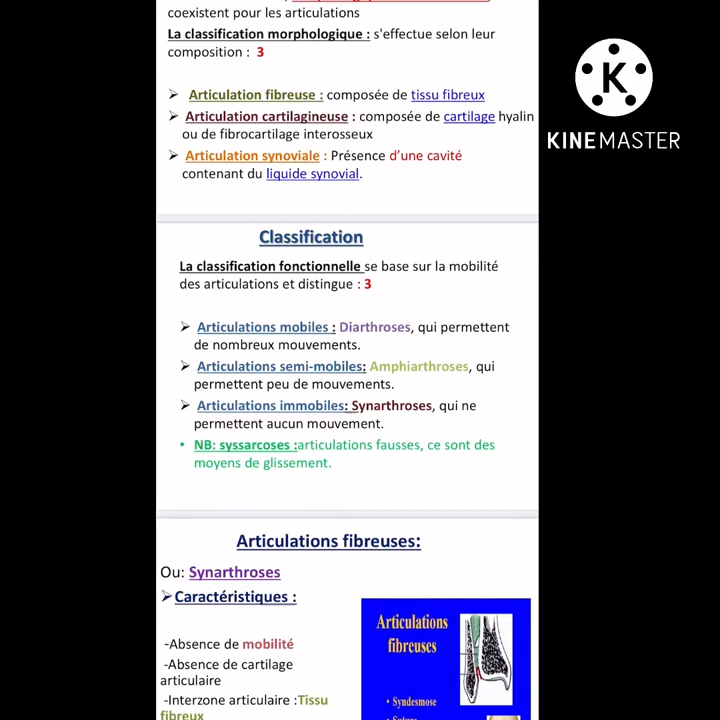 coexistent pour les articulations
La classification morphologique : s'effectue selon leur
composition : 3
➢ Articulation fibreuse : composée de tissu fibreux
➢ Articulation cartilagineuse : composée de cartilage hyalin
ou de fibrocartilage interosseux
➢ Articulation synoviale : Présence d'une cavité
contenant du liquide synovial.
K
KINEMASTER
Classification
La classification fonctionnelle se base sur la mobilité
des articulations et distingue : 3
➢ Articulations mobiles : Diarthroses, qui permettent
de nombreux mouvements.
➢ Articulations semi-mobiles: Amphiarthroses, qui
permettent peu de mouvements.
➢ Articulations immobiles: Synarthroses, qui ne
permettent aucun mouvement.
• NB: syssarcoses :articulations fausses, ce sont des
moyens de glissement.
Articulations fibreuses:
Ou: Synarthroses
➢Caractéristiques :
-Absence de mobilité
-Absence de cartilage
articulaire
-Interzone articulaire :Tissu
fibreux
Articulations
fibreuses
• Syndesmose
• Suture